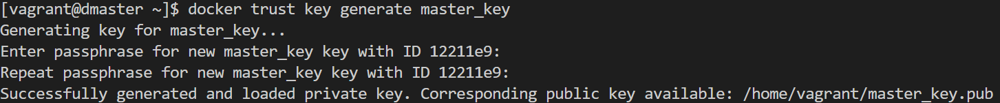 [vagrant@dmaster ~]$ docker trust key generate master_key
Generating key for master_key...
Enter passphrase for new master_key key with ID 12211e9:
Repeat passphrase for new master_key key with ID 12211e9:
Successfully generated and loaded private key. Corresponding public key available: /home/vagrant/master_key.pub